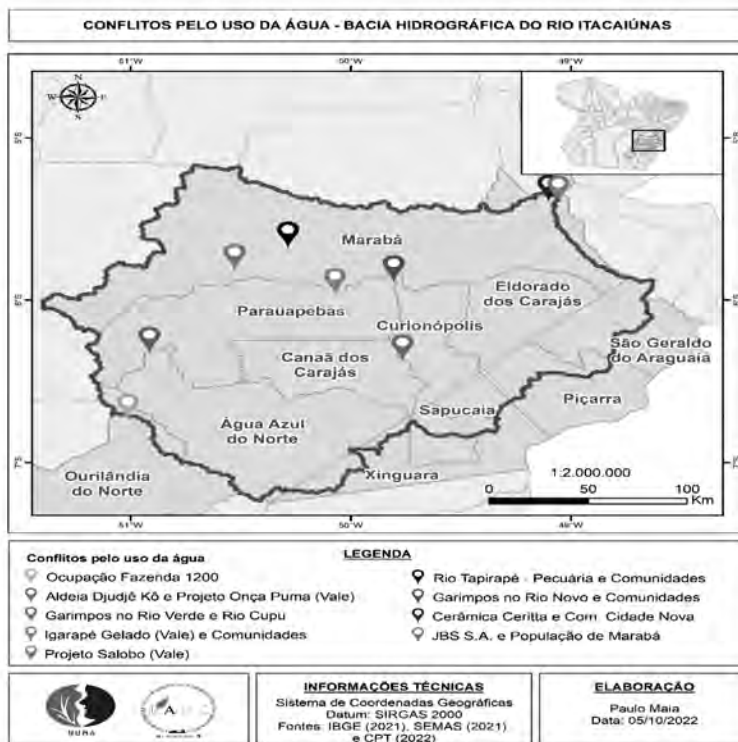 CONFLITOS PELO USO DA ÁGUA - BACIA HIDROGRÁFICA DO RIO ITACAIÚNAS
51°W 50°W 49°W
N
W E
S
5°S
Marabá
6°S
Eldorado
dos Carajás
Parauapebas
Curionópolis
São Geraldo
do Araguaia
Canaã dos
Carajás
Sapucaia
Piçarra
Água Azul
do Norte
7°S
Xinguara
Ourilândia
do Norte
1:2.000.000
0 50 100
Km
51°W 50°W 49°W
LEGENDA
Conflitos pelo uso da água
Ocupação Fazenda 1200
Aldeia Djudjê Kô e Projeto Onça Puma (Vale)
Garimpos no Rio Verde e Rio Cupu
Igarapé Gelado (Vale) e Comunidades
Projeto Salobo (Vale)
Rio Tapirapé - Pecuária e Comunidades
Garimpos no Rio Novo e Comunidades
Cerâmica Ceritta e Com. Cidade Nova
JBS S.A. e População de Marabá
INFORMAÇÕES TÉCNICAS
Sistema de Coordenadas Geográficas
Datum: SIRGAS 2000
Fontes: IBGE (2021), SEMAS (2021)
e CPT (2022)
ELABORAÇÃO
Paulo Maia
Data: 05/10/2022